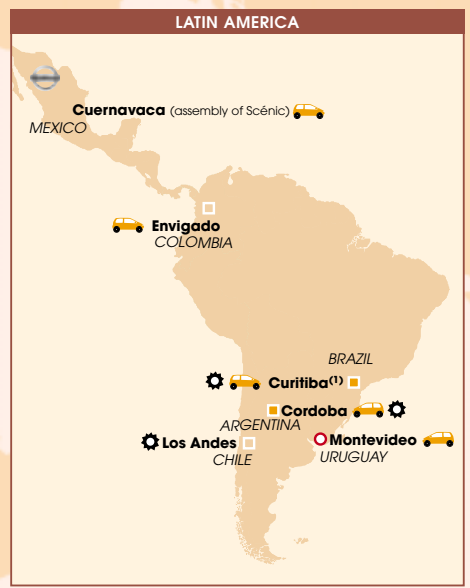 LATIN AMERICA
Cuernavaca (assembly of Scénic)
MEXICO
Envigado
COLOMBIA
BRAZIL
Curitiba(1)
Cordoba
ARGENTINA
Los Andes
CHILE
Montevideo
URUGUAY